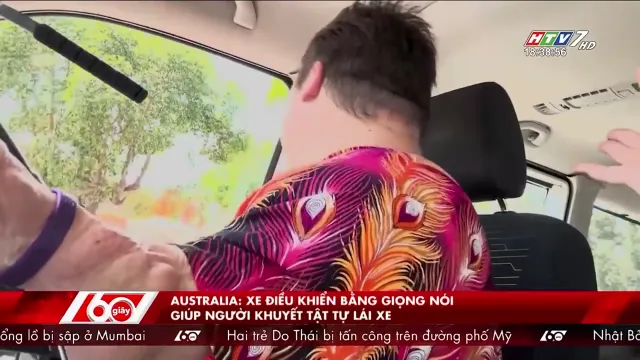 HTV7 HD
18:38:56
60 giây
AUSTRALIA: XE ĐIỀU KHIỂN BẰNG GIỌNG NÓI
GIÚP NGƯỜI KHUYẾT TẬT TỰ LÁI XE
ổng lồ bị sập ở Mumbai 60 Hai trẻ Do Thái bị tấn công trên đường phố Mỹ 60 Nhật Bả